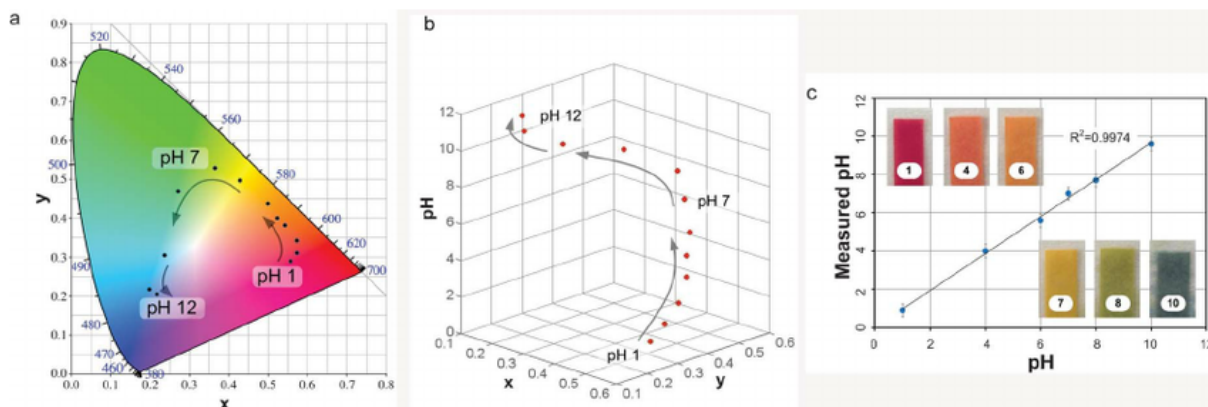 a
0.9
0.8
0.7
0.6
0.5
0.4
0.3
0.2
0.1
0.0
y
520
540
560
580
600
620
700
500
490
480
470
460
380
pH 7
pH 1
pH 12
0.0 0.1 0.2 0.3 0.4 0.5 0.6 0.7 0.8
x
b
12
10
8
6
4
2
0
pH
pH 12
pH 7
pH 1
0.1 0.2 0.3 0.4 0.5 0.6
x
0.1 0.2 0.3 0.4 0.5 0.6
y
c
12
10
8
6
4
2
0
Measured pH
R²=0.9974
1 4 6
7 8 10
0 2 4 6 8 10 12
pH